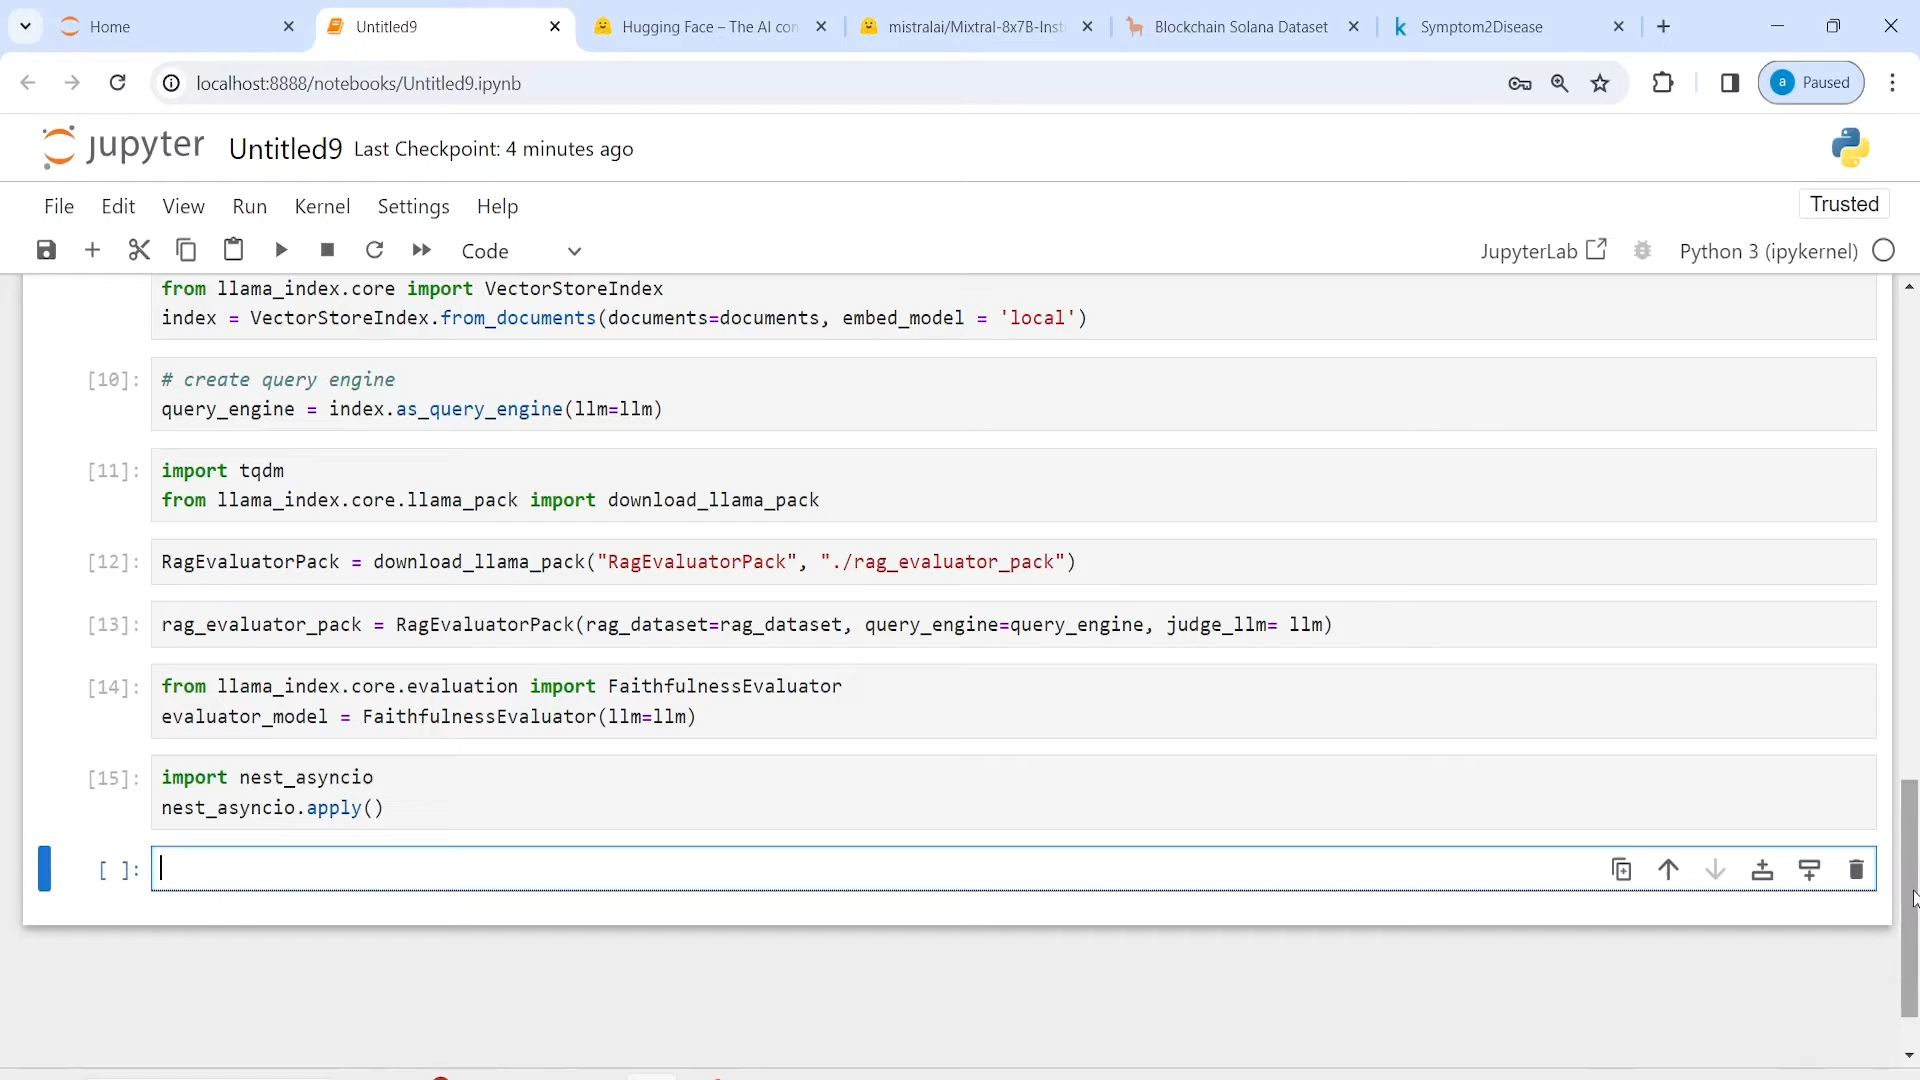 Home
Untitled9
Hugging Face – The AI con
mistralai/Mixtral-8x7B-Inst
Blockchain Solana Dataset
Symptom2Disease
localhost:8888/notebooks/Untitled9.ipynb
a Paused
jupyter Untitled9 Last Checkpoint: 4 minutes ago
File Edit View Run Kernel Settings Help
Trusted
Code
JupyterLab
Python 3 (ipykernel)
from llama_index.core import VectorStoreIndex
index = VectorStoreIndex.from_documents(documents=documents, embed_model = 'local')
[10]: # create query engine
query_engine = index.as_query_engine(llm=llm)
[11]: import tqdm
from llama_index.core.llama_pack import download_llama_pack
[12]: RagEvaluatorPack = download_llama_pack("RagEvaluatorPack", "./rag_evaluator_pack")
[13]: rag_evaluator_pack = RagEvaluatorPack(rag_dataset=rag_dataset, query_engine=query_engine, judge_llm= llm)
[14]: from llama_index.core.evaluation import FaithfulnessEvaluator
evaluator_model = FaithfulnessEvaluator(llm=llm)
[15]: import nest_asyncio
nest_asyncio.apply()
[ ]: